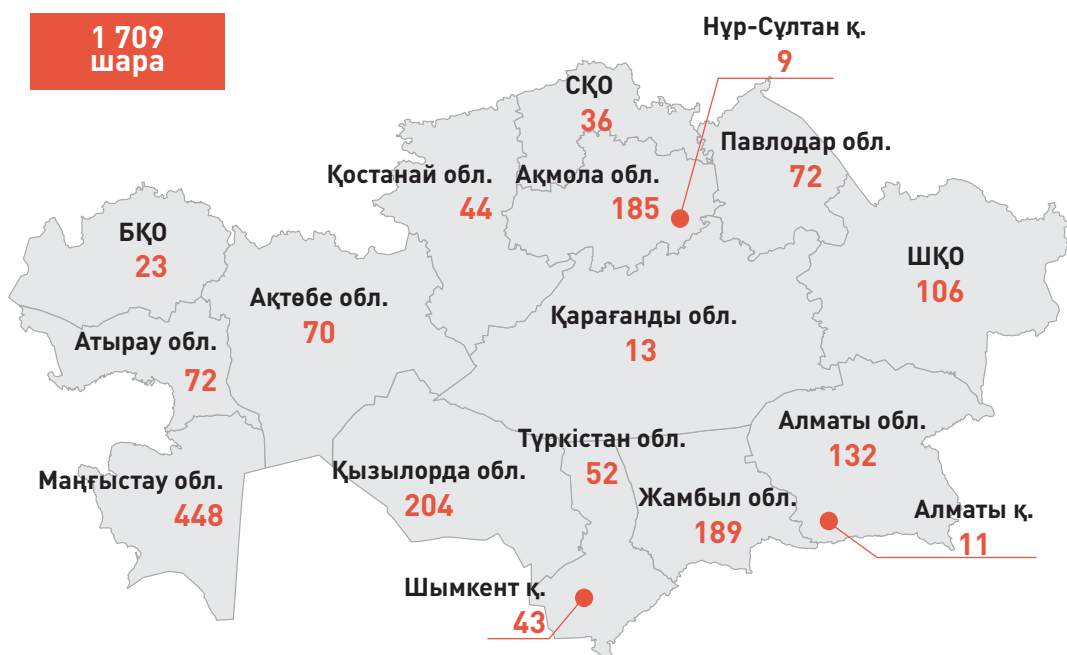 1 709
шара
Нұр-Сұлтан қ.
9
СҚО
36
Павлодар обл.
72
Қостанай обл.
44
Ақмола обл.
185
БҚО
23
ШҚО
106
Ақтөбе обл.
70
Қарағанды обл.
13
Атырау обл.
72
Алматы обл.
132
Түркістан обл.
52
Маңғыстау обл.
448
Қызылорда обл.
204
Жамбыл обл.
189
Алматы қ.
11
Шымкент қ.
43